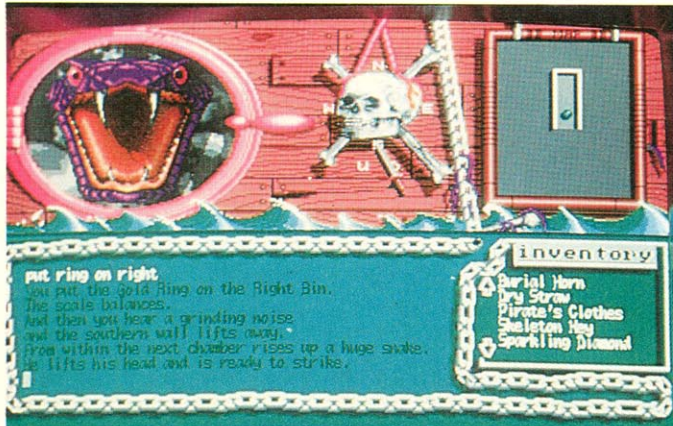 N
E
u
put ring on right
You put the Gold Ring on the Right Bin.
The scale balances.
And then you hear a grinding noise
and the southern wall lifts away.
From within the next chamber rises up a huge snake.
He lifts his head and is ready to strike.
inventory
Burial Horn
Dry Straw
Pirate's Clothes
Skeleton Key
Sparkling Diamond